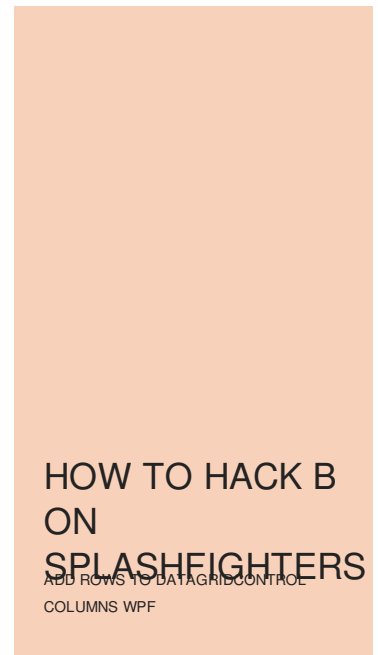 HOW TO HACK B
ON
SPLASHFIGHTERS
ADD ROWS TO DATAGRIDCONTROL
COLUMNS WPF